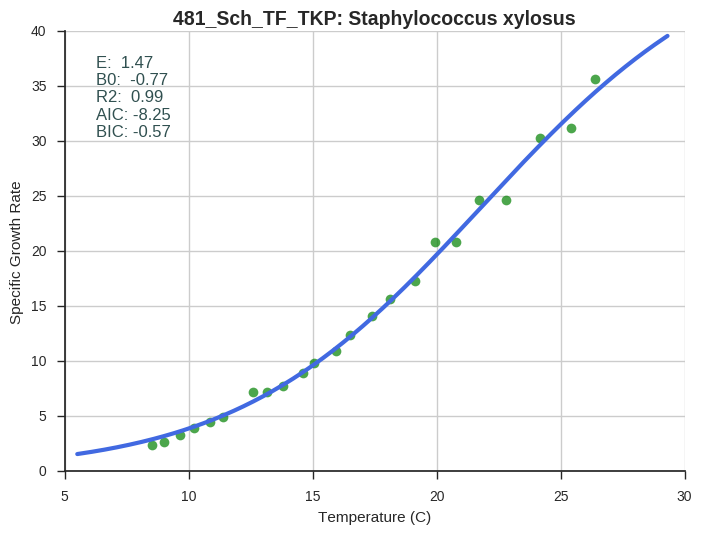 481_Sch_TF_TKP: Staphylococcus xylosus
E:  1.47
B0:  -0.77
R2:  0.99
AIC: -8.25
BIC: -0.57
Specific Growth Rate
40
35
30
25
20
15
10
5
0
5 10 15 20 25 30
Temperature (C)